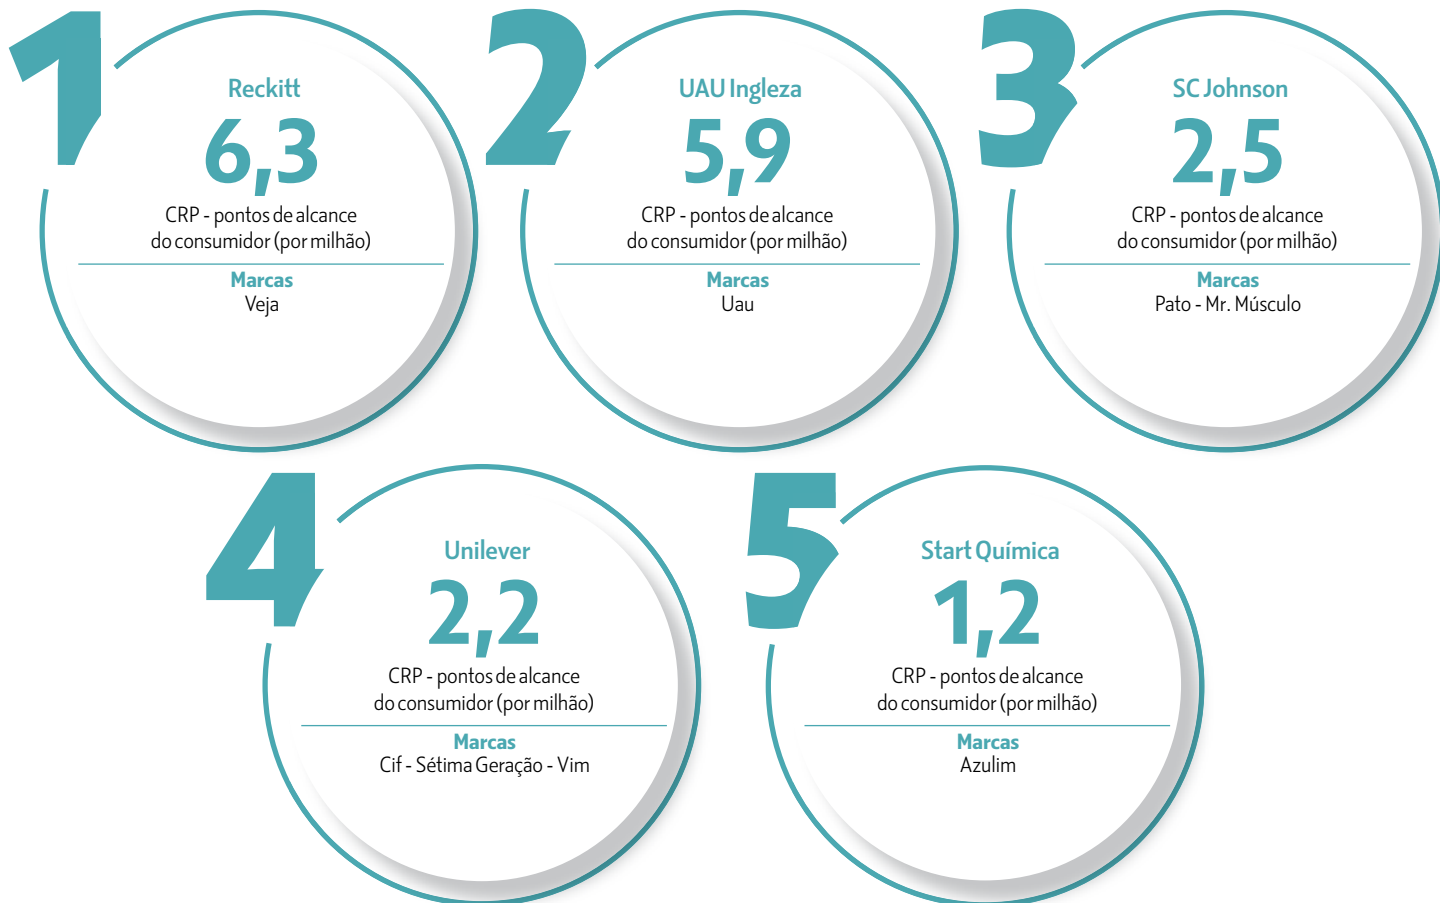 1
Reckitt
6,3
CRP - pontos de alcance
do consumidor (por milhão)
Marcas
Veja
2
UAU Ingleza
5,9
CRP - pontos de alcance
do consumidor (por milhão)
Marcas
Uau
3
SC Johnson
2,5
CRP - pontos de alcance
do consumidor (por milhão)
Marcas
Pato - Mr. Músculo
4
Unilever
2,2
CRP - pontos de alcance
do consumidor (por milhão)
Marcas
Cif - Sétima Geração - Vim
5
Start Química
1,2
CRP - pontos de alcance
do consumidor (por milhão)
Marcas
Azulim